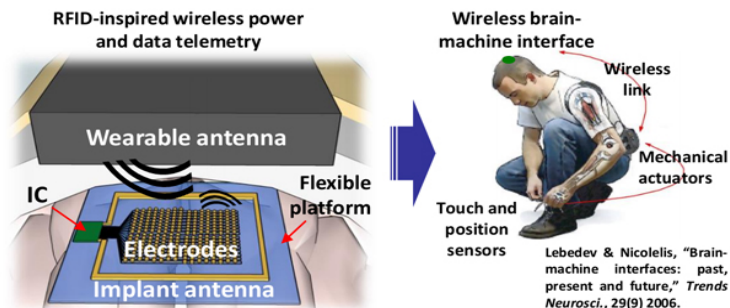 RFID-inspired wireless power
and data telemetry
Wearable antenna
IC
Flexible
platform
Electrodes
Implant antenna
Wireless brain-
machine interface
Wireless
link
Mechanical
actuators
Touch and
position
sensors
Lebedev & Nicolelis, “Brain-
machine interfaces: past,
present and future,” Trends
Neurosci., 29(9) 2006.